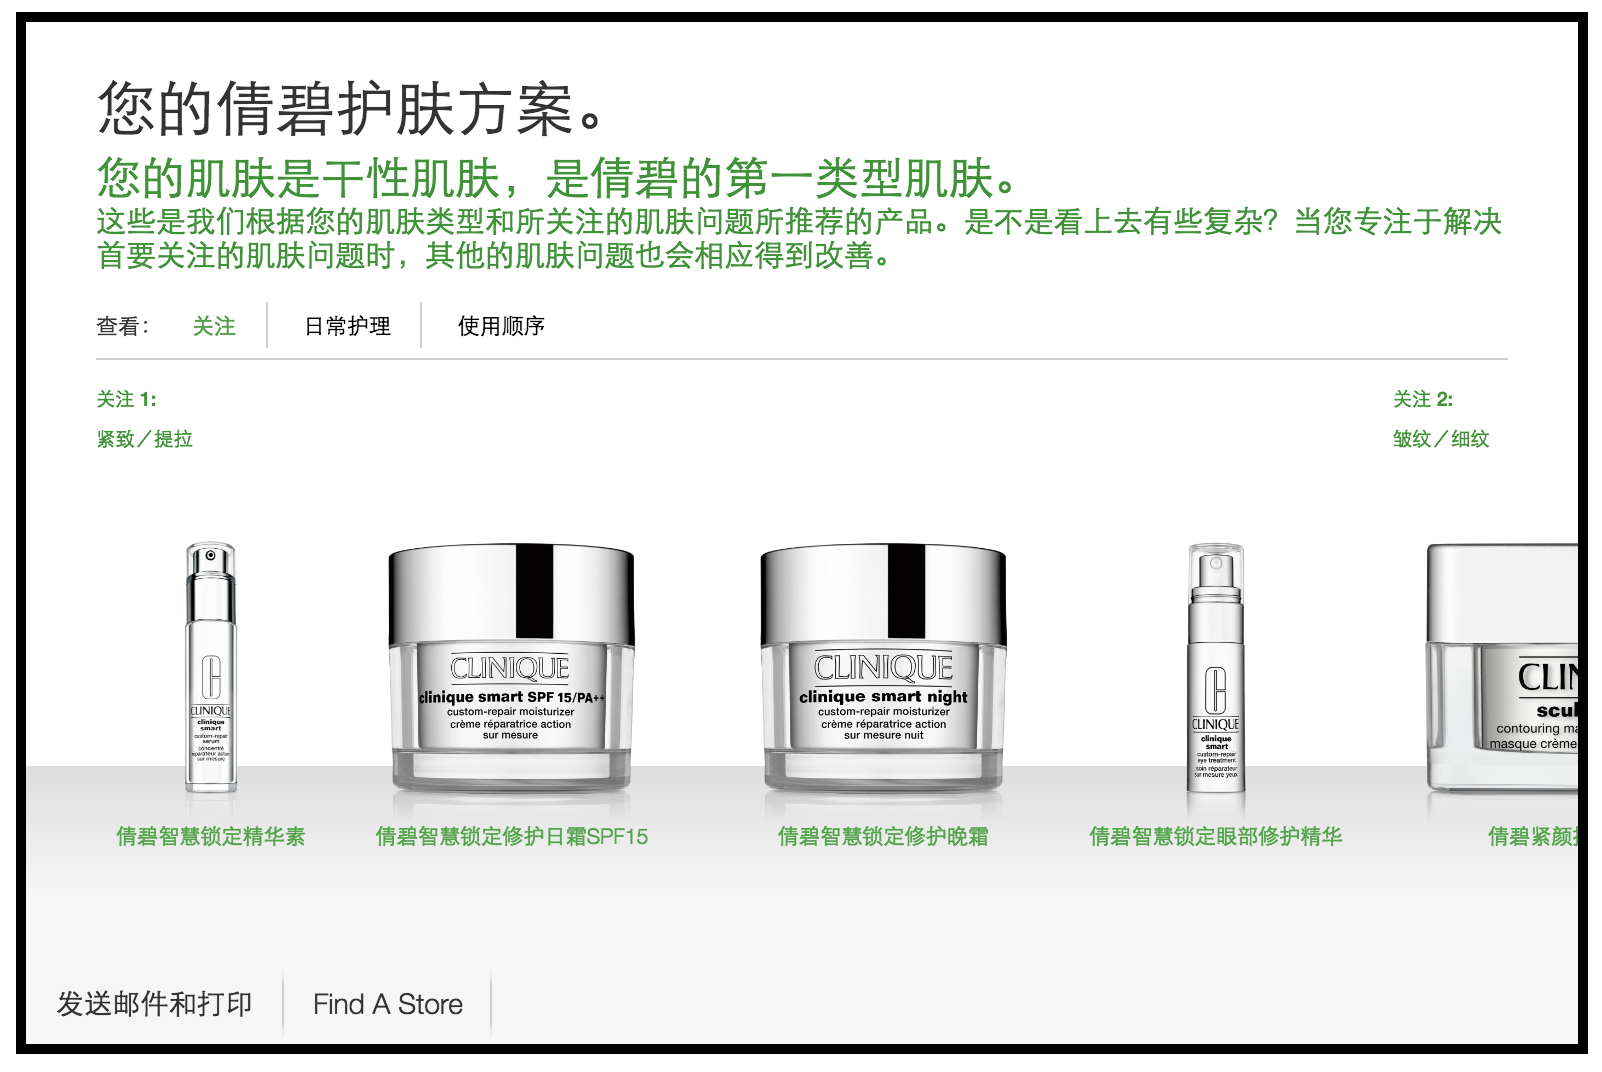 您的倩碧护肤方案。
您的肌肤是干性肌肤，是倩碧的第一类型肌肤。
这些是我们根据您的肌肤类型和所关注的肌肤问题所推荐的产品。是不是看上去有些复杂？当您专注于解决
首要关注的肌肤问题时，其他的肌肤问题也会相应得到改善。
查看： 关注 日常护理 使用顺序
关注 1:
紧致／提拉
关注 2:
皱纹／细纹
CLINIQUE
clinique
smart
custom-repair
serum
concentré
réparateur action
sur mesure
CLINIQUE
clinique smart SPF 15/PA++
custom-repair moisturizer
crème réparatrice action
sur mesure
CLINIQUE
clinique smart night
custom-repair moisturizer
crème réparatrice action
sur mesure nuit
CLINIQUE
clinique
smart
custom-repair
eye treatment
soin réparateur
sur mesure yeux
CLIN
scul
contouring ma
masque crème
倩碧智慧锁定精华素
倩碧智慧锁定修护日霜SPF15
倩碧智慧锁定修护晚霜
倩碧智慧锁定眼部修护精华
倩碧紧颜
发送邮件和打印
Find A Store